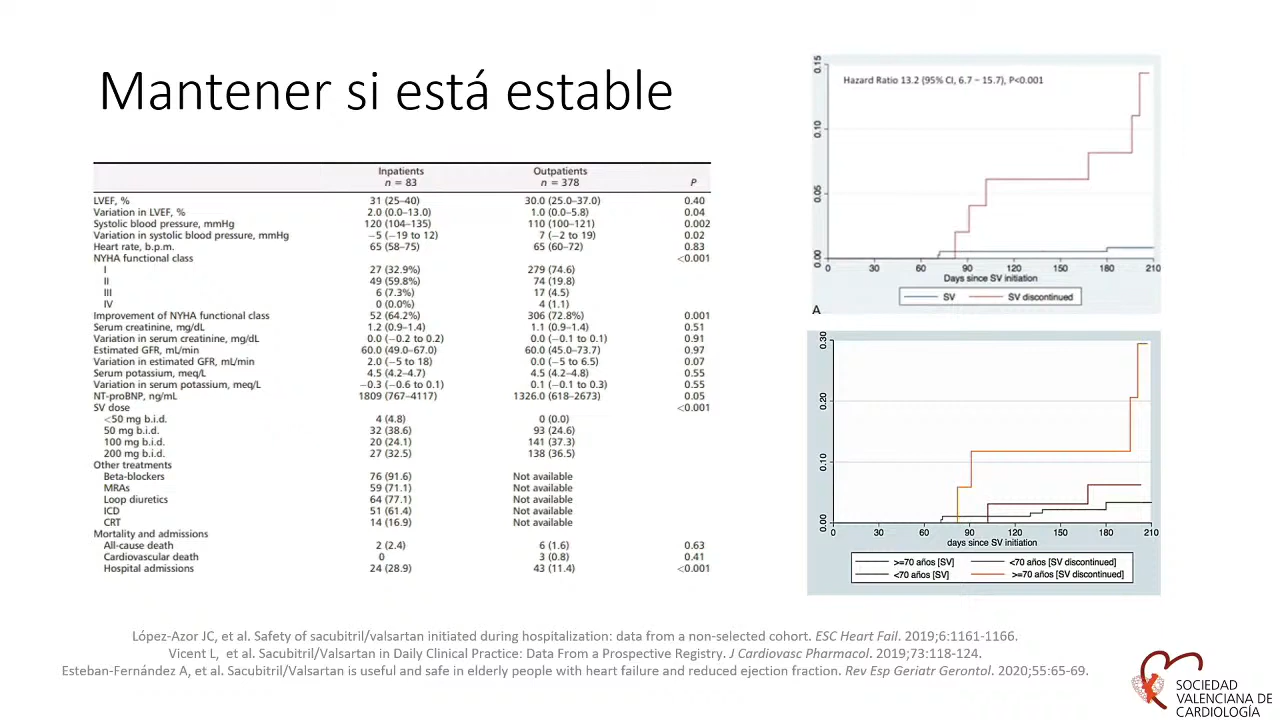 Mantener si está estable
Inpatients Outpatients
n = 83 n = 378 P
LVEF, % 31 (25–40) 30.0 (25.0–37.0) 0.40
Variation in LVEF, % 2.0 (0.0–13.0) 1.0 (0.0–5.8) 0.04
Systolic blood pressure, mmHg 120 (104–135) 110 (100–121) 0.002
Variation in systolic blood pressure, mmHg −5 (−19 to 12) 7 (−2 to 19) 0.02
Heart rate, b.p.m. 65 (58–75) 65 (60–72) 0.83
NYHA functional class <0.001
I 27 (32.9%) 279 (74.6)
II 49 (59.8%) 74 (19.8)
III 6 (7.3%) 17 (4.5)
IV 0 (0.0%) 4 (1.1)
Improvement of NYHA functional class 52 (64.2%) 306 (72.8%) 0.001
Serum creatinine, mg/dL 1.2 (0.9–1.4) 1.1 (0.9–1.4) 0.51
Variation in serum creatinine, mg/dL 0.0 (−0.2 to 0.2) 0.0 (−0.1 to 0.1) 0.91
Estimated GFR, mL/min 60.0 (49.0–67.0) 60.0 (45.0–73.7) 0.97
Variation in estimated GFR, mL/min 2.0 (−5 to 18) 0.0 (−5 to 6.5) 0.07
Serum potassium, meq/L 4.5 (4.2–4.7) 4.5 (4.2–4.8) 0.55
Variation in serum potassium, meq/L −0.3 (−0.6 to 0.1) 0.1 (−0.1 to 0.3) 0.55
NT-proBNP, ng/mL 1809 (767–4117) 1326.0 (618–2673) 0.05
SV dose <0.001
<50 mg b.i.d. 4 (4.8) 0 (0.0)
50 mg b.i.d. 32 (38.6) 93 (24.6)
100 mg b.i.d. 20 (24.1) 141 (37.3)
200 mg b.i.d. 27 (32.5) 138 (36.5)
Other treatments
Beta-blockers 76 (91.6) Not available
MRAs 59 (71.1) Not available
Loop diuretics 64 (77.1) Not available
ICD 51 (61.4) Not available
CRT 14 (16.9) Not available
Mortality and admissions
All-cause death 2 (2.4) 6 (1.6) 0.63
Cardiovascular death 0 3 (0.8) 0.41
Hospital admissions 24 (28.9) 43 (11.4) <0.001
Hazard Ratio 13.2 (95% CI, 6.7 – 15.7), P<0.001
0.15
0.10
0.05
0.00
0 30 60 90 120 150 180 210
Days since SV initiation
SV SV discontinued
A
0.30
0.20
0.10
0.00
0 30 60 90 120 150 180 210
days since SV initiation
>=70 años [SV] <70 años [SV discontinued]
<70 años [SV] >=70 años [SV discontinued]
López-Azor JC, et al. Safety of sacubitril/valsartan initiated during hospitalization: data from a non-selected cohort. ESC Heart Fail. 2019;6:1161-1166.
Vicent L, et al. Sacubitril/Valsartan in Daily Clinical Practice: Data From a Prospective Registry. J Cardiovasc Pharmacol. 2019;73:118-124.
Esteban-Fernández A, et al. Sacubitril/Valsartan is useful and safe in elderly people with heart failure and reduced ejection fraction. Rev Esp Geriatr Gerontol. 2020;55:65-69.
SOCIEDAD
VALENCIANA DE
CARDIOLOGÍA